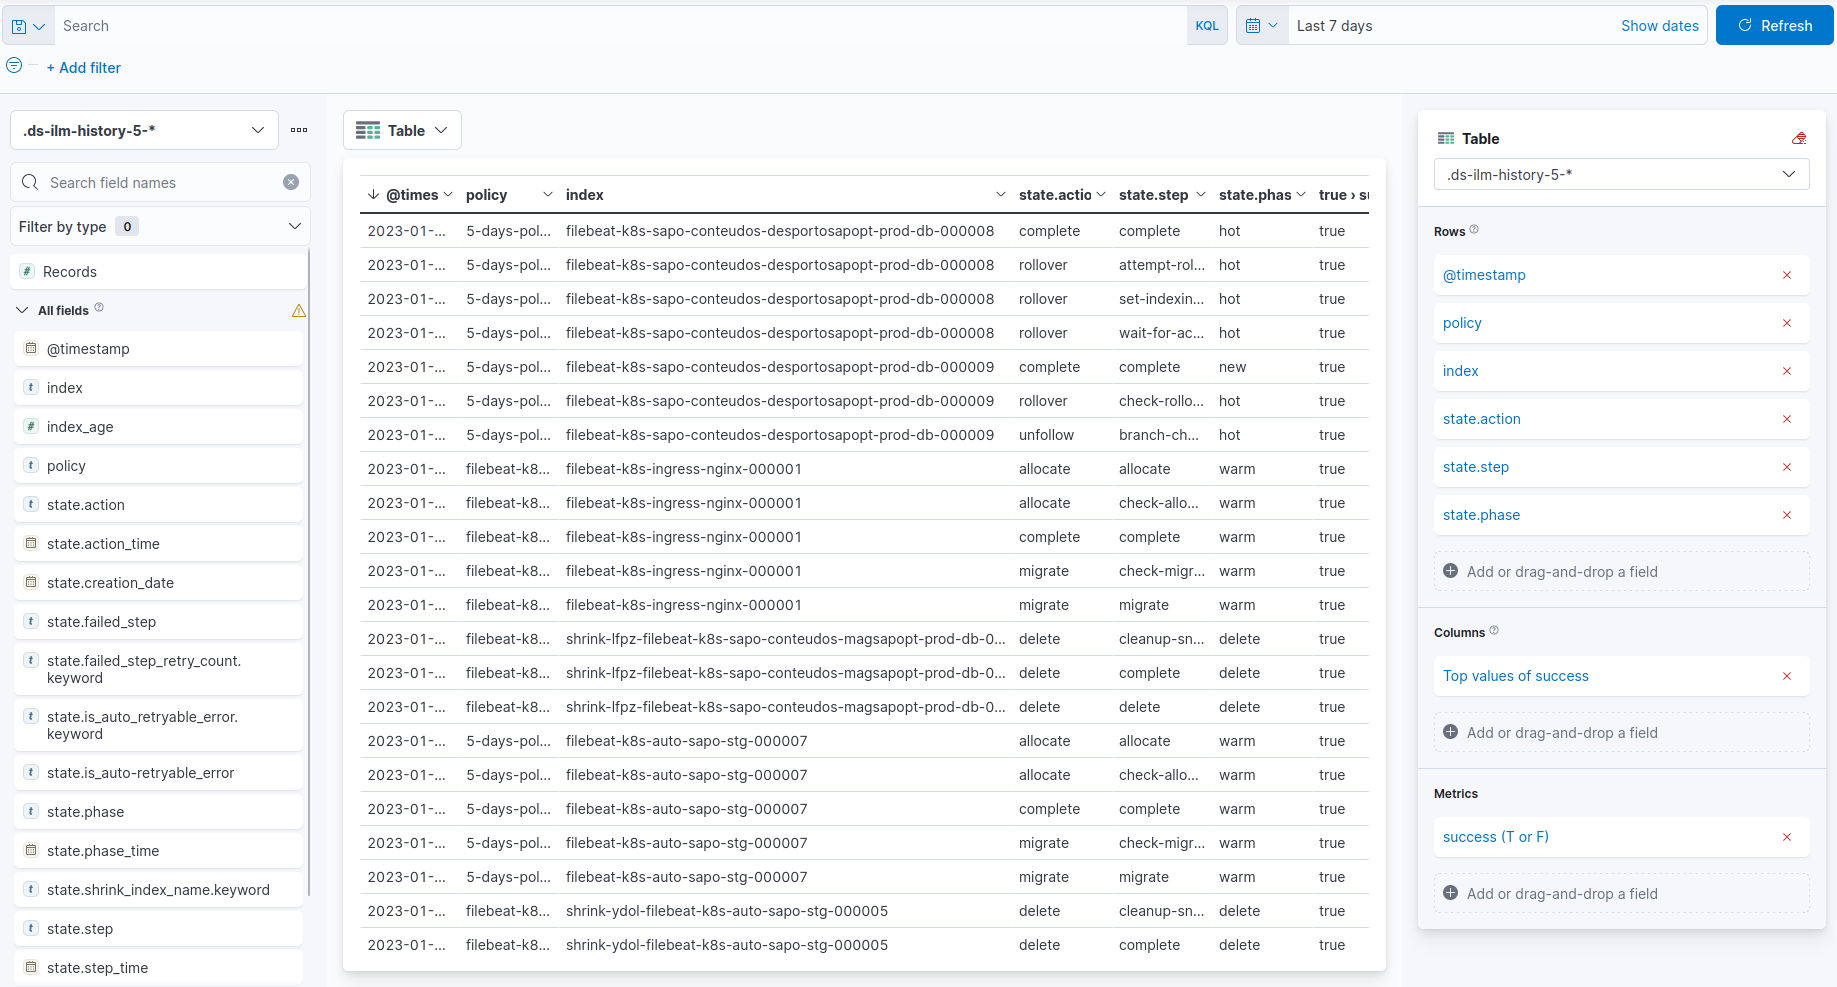 Search
KQL
Last 7 days
Show dates
Refresh
+ Add filter
.ds-ilm-history-5-*
Search field names
Filter by type 0
# Records
All fields
@timestamp
t index
# index_age
t policy
t state.action
state.action_time
state.creation_date
t state.failed_step
t state.failed_step_retry_count.
keyword
t state.is_auto_retryable_error.
keyword
t state.is_auto-retryable_error
t state.phase
state.phase_time
t state.shrink_index_name.keyword
t state.step
state.step_time
Table
@times policy index state.actio state.step state.phas true › su
2023-01-... 5-days-pol... filebeat-k8s-sapo-conteudos-desportosapopt-prod-db-000008 complete complete hot true
2023-01-... 5-days-pol... filebeat-k8s-sapo-conteudos-desportosapopt-prod-db-000008 rollover attempt-rol... hot true
2023-01-... 5-days-pol... filebeat-k8s-sapo-conteudos-desportosapopt-prod-db-000008 rollover set-indexin... hot true
2023-01-... 5-days-pol... filebeat-k8s-sapo-conteudos-desportosapopt-prod-db-000008 rollover wait-for-ac... hot true
2023-01-... 5-days-pol... filebeat-k8s-sapo-conteudos-desportosapopt-prod-db-000009 complete complete new true
2023-01-... 5-days-pol... filebeat-k8s-sapo-conteudos-desportosapopt-prod-db-000009 rollover check-rollo... hot true
2023-01-... 5-days-pol... filebeat-k8s-sapo-conteudos-desportosapopt-prod-db-000009 unfollow branch-ch... hot true
2023-01-... filebeat-k8... filebeat-k8s-ingress-nginx-000001 allocate allocate warm true
2023-01-... filebeat-k8... filebeat-k8s-ingress-nginx-000001 allocate check-allo... warm true
2023-01-... filebeat-k8... filebeat-k8s-ingress-nginx-000001 complete complete warm true
2023-01-... filebeat-k8... filebeat-k8s-ingress-nginx-000001 migrate check-migr... warm true
2023-01-... filebeat-k8... filebeat-k8s-ingress-nginx-000001 migrate migrate warm true
2023-01-... filebeat-k8... shrink-lfpz-filebeat-k8s-sapo-conteudos-magsapopt-prod-db-0... delete cleanup-sn... delete true
2023-01-... filebeat-k8... shrink-lfpz-filebeat-k8s-sapo-conteudos-magsapopt-prod-db-0... delete complete delete true
2023-01-... filebeat-k8... shrink-lfpz-filebeat-k8s-sapo-conteudos-magsapopt-prod-db-0... delete delete delete true
2023-01-... 5-days-pol... filebeat-k8s-auto-sapo-stg-000007 allocate allocate warm true
2023-01-... 5-days-pol... filebeat-k8s-auto-sapo-stg-000007 allocate check-allo... warm true
2023-01-... 5-days-pol... filebeat-k8s-auto-sapo-stg-000007 complete complete warm true
2023-01-... 5-days-pol... filebeat-k8s-auto-sapo-stg-000007 migrate check-migr... warm true
2023-01-... 5-days-pol... filebeat-k8s-auto-sapo-stg-000007 migrate migrate warm true
2023-01-... filebeat-k8... shrink-ydol-filebeat-k8s-auto-sapo-stg-000005 delete cleanup-sn... delete true
2023-01-... filebeat-k8... shrink-ydol-filebeat-k8s-auto-sapo-stg-000005 delete complete delete true
Table
.ds-ilm-history-5-*
Rows
@timestamp
policy
index
state.action
state.step
state.phase
Add or drag-and-drop a field
Columns
Top values of success
Add or drag-and-drop a field
Metrics
success (T or F)
Add or drag-and-drop a field